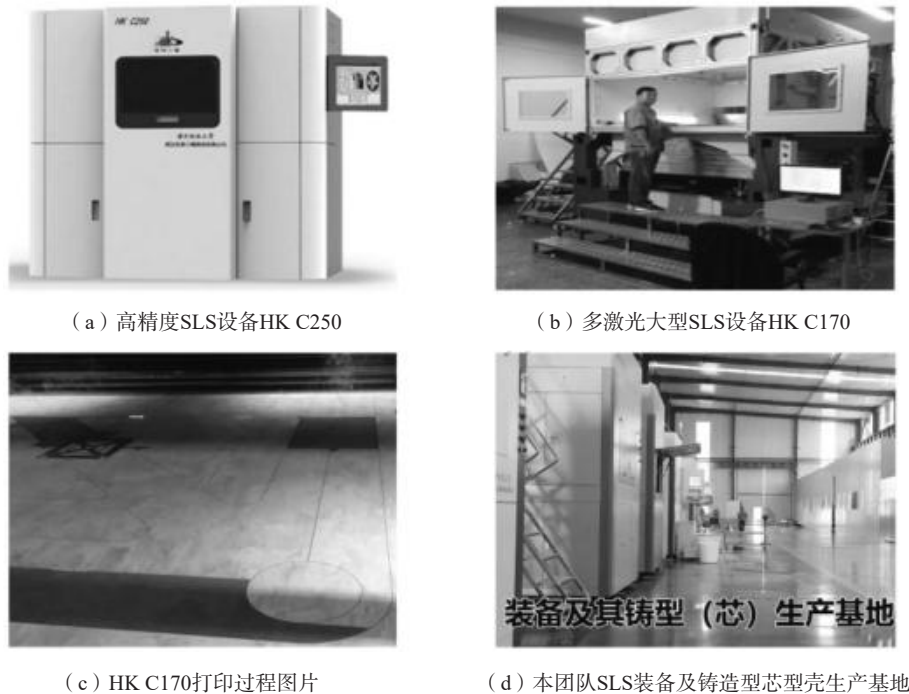 HK C250
（a）高精度SLS设备HK C250
（b）多激光大型SLS设备HK C170
装备及其铸型（芯）生产基地
（c）HK C170打印过程图片
（d）本团队SLS装备及铸造型芯型壳生产基地